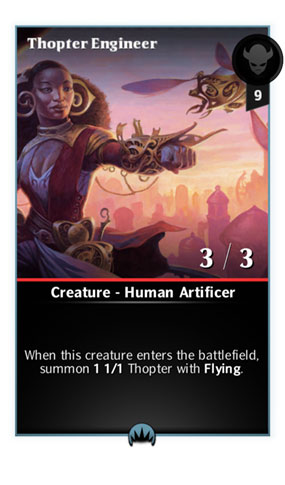 Thopter Engineer
9
3 / 3
Creature - Human Artificer
When this creature enters the battlefield,
summon 1 1/1 Thopter with Flying.